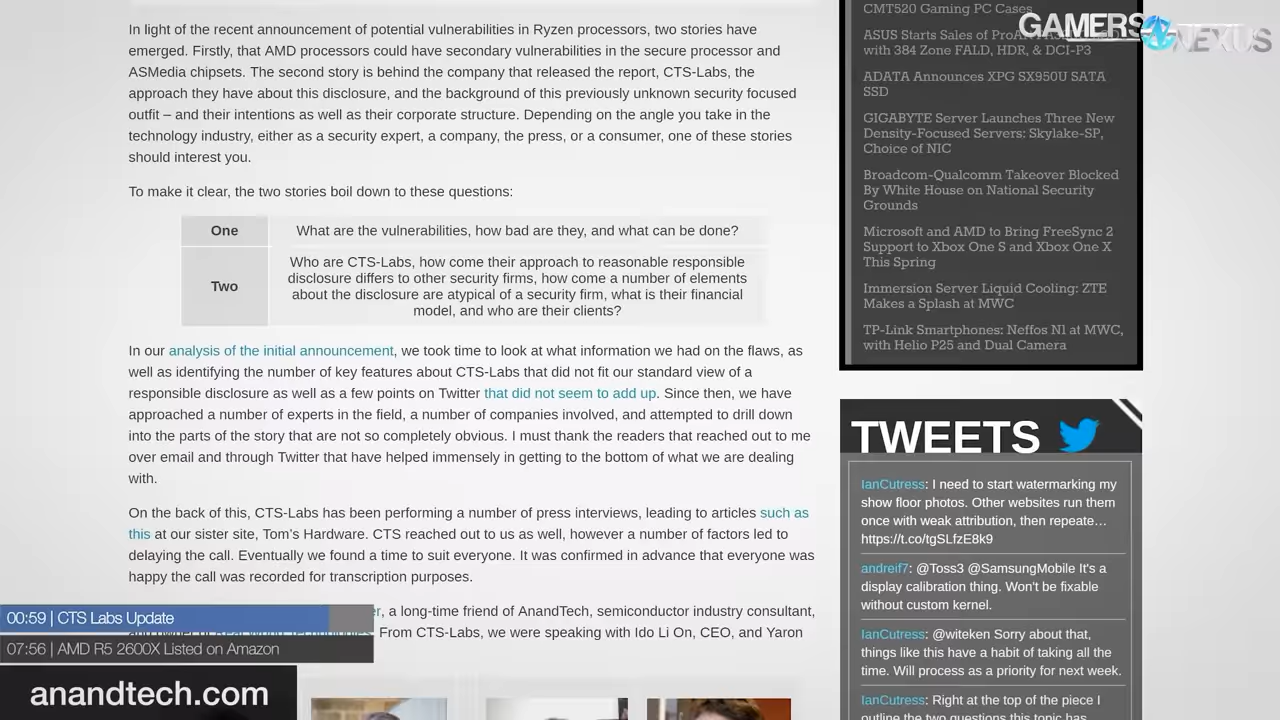 In light of the recent announcement of potential vulnerabilities in Ryzen processors, two stories have
emerged. Firstly, that AMD processors could have secondary vulnerabilities in the secure processor and
ASMedia chipsets. The second story is behind the company that released the report, CTS-Labs, the
approach they have about this disclosure, and the background of this previously unknown security focused
outfit – and their intentions as well as their corporate structure. Depending on the angle you take in the
technology industry, either as a security expert, a company, the press, or a consumer, one of these stories
should interest you.
To make it clear, the two stories boil down to these questions:
One
What are the vulnerabilities, how bad are they, and what can be done?
Two
Who are CTS-Labs, how come their approach to reasonable responsible
disclosure differs to other security firms, how come a number of elements
about the disclosure are atypical of a security firm, what is their financial
model, and who are their clients?
In our analysis of the initial announcement, we took time to look at what information we had on the flaws, as
well as identifying the number of key features about CTS-Labs that did not fit our standard view of a
responsible disclosure as well as a few points on Twitter that did not seem to add up. Since then, we have
approached a number of experts in the field, a number of companies involved, and attempted to drill down
into the parts of the story that are not so completely obvious. I must thank the readers that reached out to me
over email and through Twitter that have helped immensely in getting to the bottom of what we are dealing
with.
On the back of this, CTS-Labs has been performing a number of press interviews, leading to articles such as
this at our sister site, Tom's Hardware. CTS reached out to us as well, however a number of factors led to
delaying the call. Eventually we found a time to suit everyone. It was confirmed in advance that everyone was
happy the call was recorded for transcription purposes.
, a long-time friend of AnandTech, semiconductor industry consultant,
From CTS-Labs, we were speaking with Ido Li On, CEO, and Yaron
00:59 | CTS Labs Update
07:56 | AMD R5 2600X Listed on Amazon
anandtech.com
GAMERS NEXUS
CMT520 Gaming PC Cases
ASUS Starts Sales of
with 384 Zone FALD, HDR, & DCI-P3
ADATA Announces XPG SX950U SATA
SSD
GIGABYTE Server Launches Three New
Density-Focused Servers: Skylake-SP,
Choice of NIC
Broadcom-Qualcomm Takeover Blocked
By White House on National Security
Grounds
Microsoft and AMD to Bring FreeSync 2
Support to Xbox One S and Xbox One X
This Spring
Immersion Server Liquid Cooling: ZTE
Makes a Splash at MWC
TP-Link Smartphones: Neffos N1 at MWC,
with Helio P25 and Dual Camera
TWEETS
IanCutress: I need to start watermarking my
show floor photos. Other websites run them
once with weak attribution, then repeate…
https://t.co/tgSLfzE8k9
andreif7: @Toss3 @SamsungMobile It's a
display calibration thing. Won't be fixable
without custom kernel.
IanCutress: @witeken Sorry about that,
things like this have a habit of taking all the
time. Will process as a priority for next week.
IanCutress: Right at the top of the piece I
outline the two questions this topic has